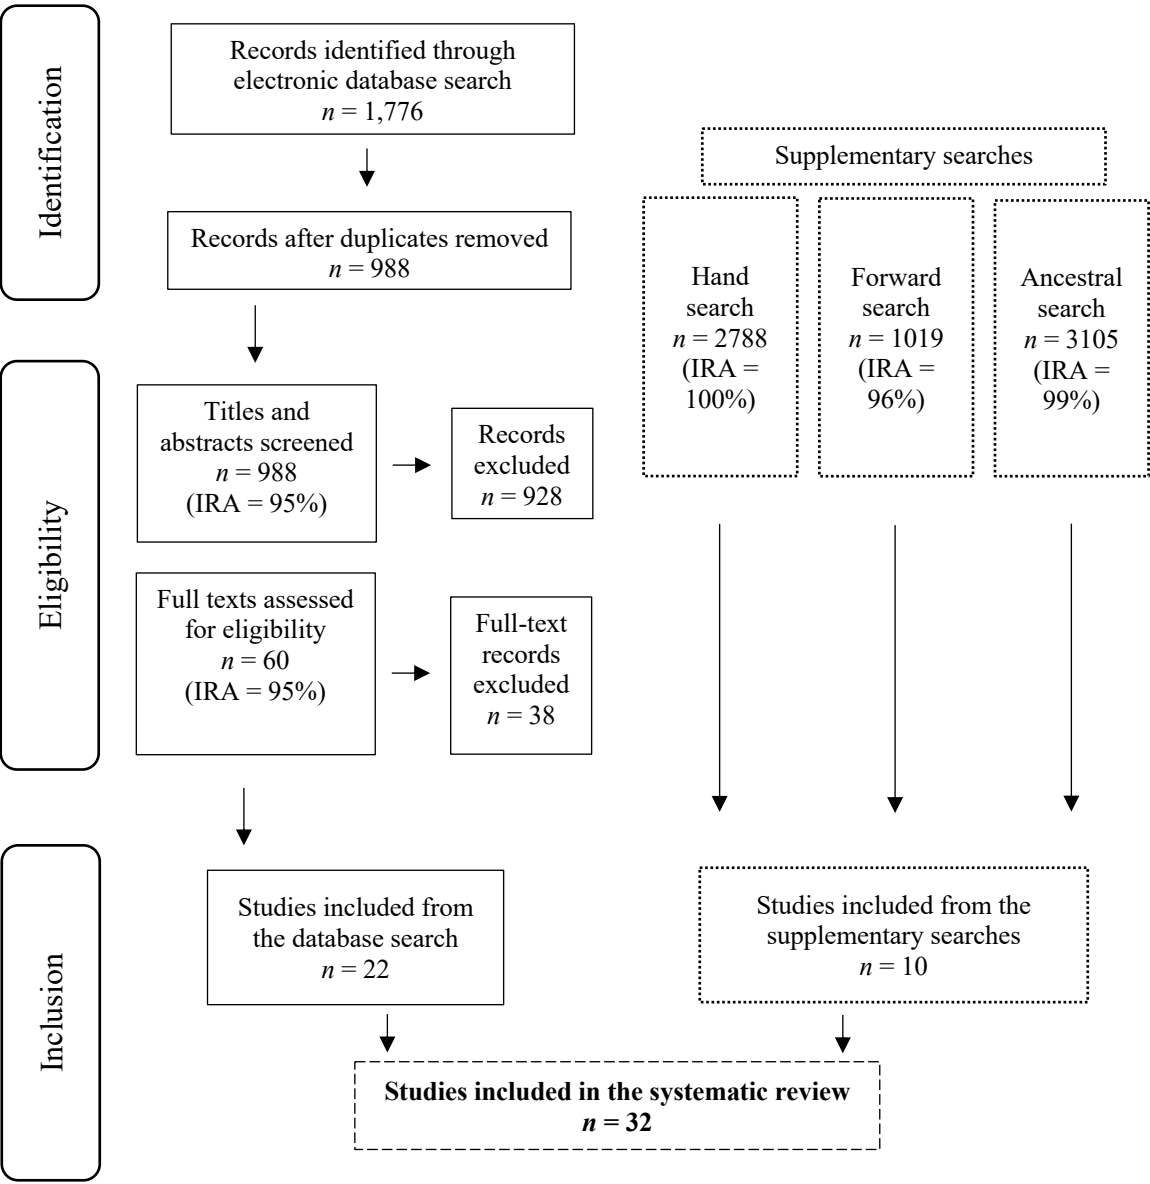 Identification
Records identified through
electronic database search
n = 1,776
Records after duplicates removed
n = 988
Supplementary searches
Hand
search
n = 2788
(IRA =
100%)
Forward
search
n = 1019
(IRA =
96%)
Ancestral
search
n = 3105
(IRA =
99%)
Eligibility
Titles and
abstracts screened
n = 988
(IRA = 95%)
Records
excluded
n = 928
Full texts assessed
for eligibility
n = 60
(IRA = 95%)
Full-text
records
excluded
n = 38
Inclusion
Studies included from
the database search
n = 22
Studies included from the
supplementary searches
n = 10
Studies included in the systematic review
n = 32